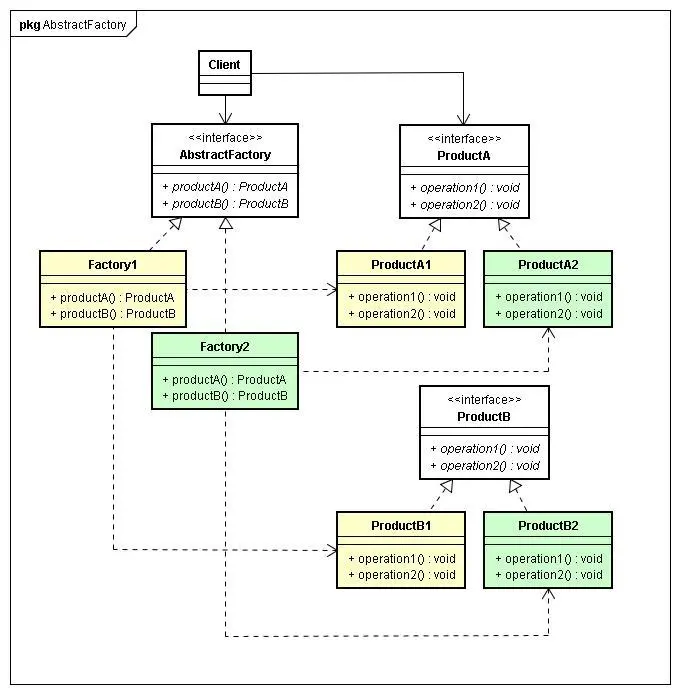 pkg AbstractFactory
Client
<<interface>>
AbstractFactory
+ productA() : ProductA
+ productB() : ProductB
<<interface>>
ProductA
+ operation1() : void
+ operation2() : void
Factory1
+ productA() : ProductA
+ productB() : ProductB
ProductA1
+ operation1() : void
+ operation2() : void
ProductA2
+ operation1() : void
+ operation2() : void
Factory2
+ productA() : ProductA
+ productB() : ProductB
<<interface>>
ProductB
+ operation1() : void
+ operation2() : void
ProductB1
+ operation1() : void
+ operation2() : void
ProductB2
+ operation1() : void
+ operation2() : void